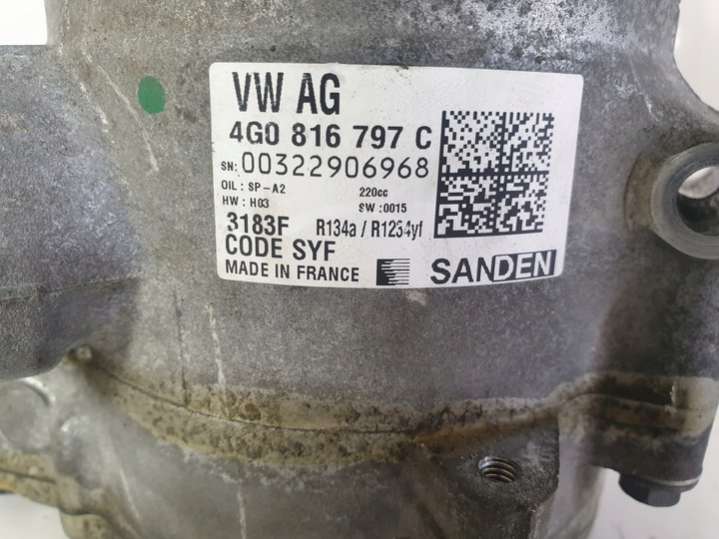 VW AG
4G0 816 797 C
SN: 00322906968
OIL : SP-A2 220cc
HW : H03 SW :0015
3183F R134a / R1234yf
CODE SYF
MADE IN FRANCE SANDEN